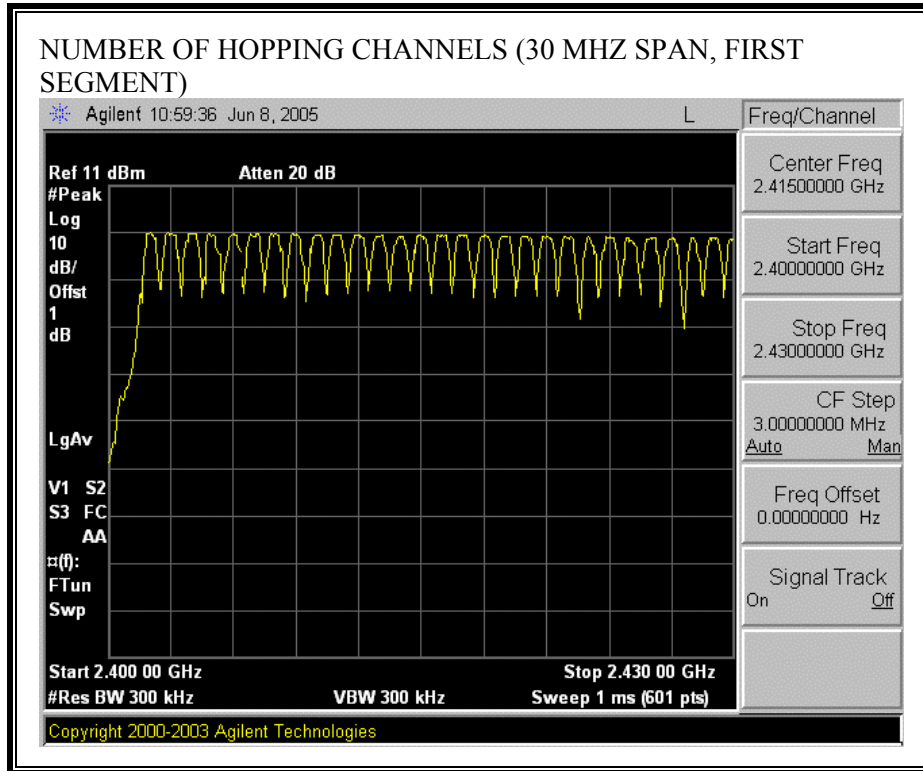 NUMBER OF HOPPING CHANNELS (30 MHZ SPAN, FIRST
SEGMENT)
Agilent 10:59:36 Jun 8, 2005 L
Freq/Channel
Ref 11 dBm Atten 20 dB
#Peak
Log
10
dB/
Offst
1
dB
LgAv
V1 S2
S3 FC
AA
¤(f):
FTun
Swp
Start 2.400 00 GHz Stop 2.430 00 GHz
#Res BW 300 kHz VBW 300 kHz Sweep 1 ms (601 pts)
Center Freq
2.41500000 GHz
Start Freq
2.40000000 GHz
Stop Freq
2.43000000 GHz
CF Step
3.00000000 MHz
Auto Man
Freq Offset
0.00000000 Hz
Signal Track
On Off
Copyright 2000-2003 Agilent Technologies